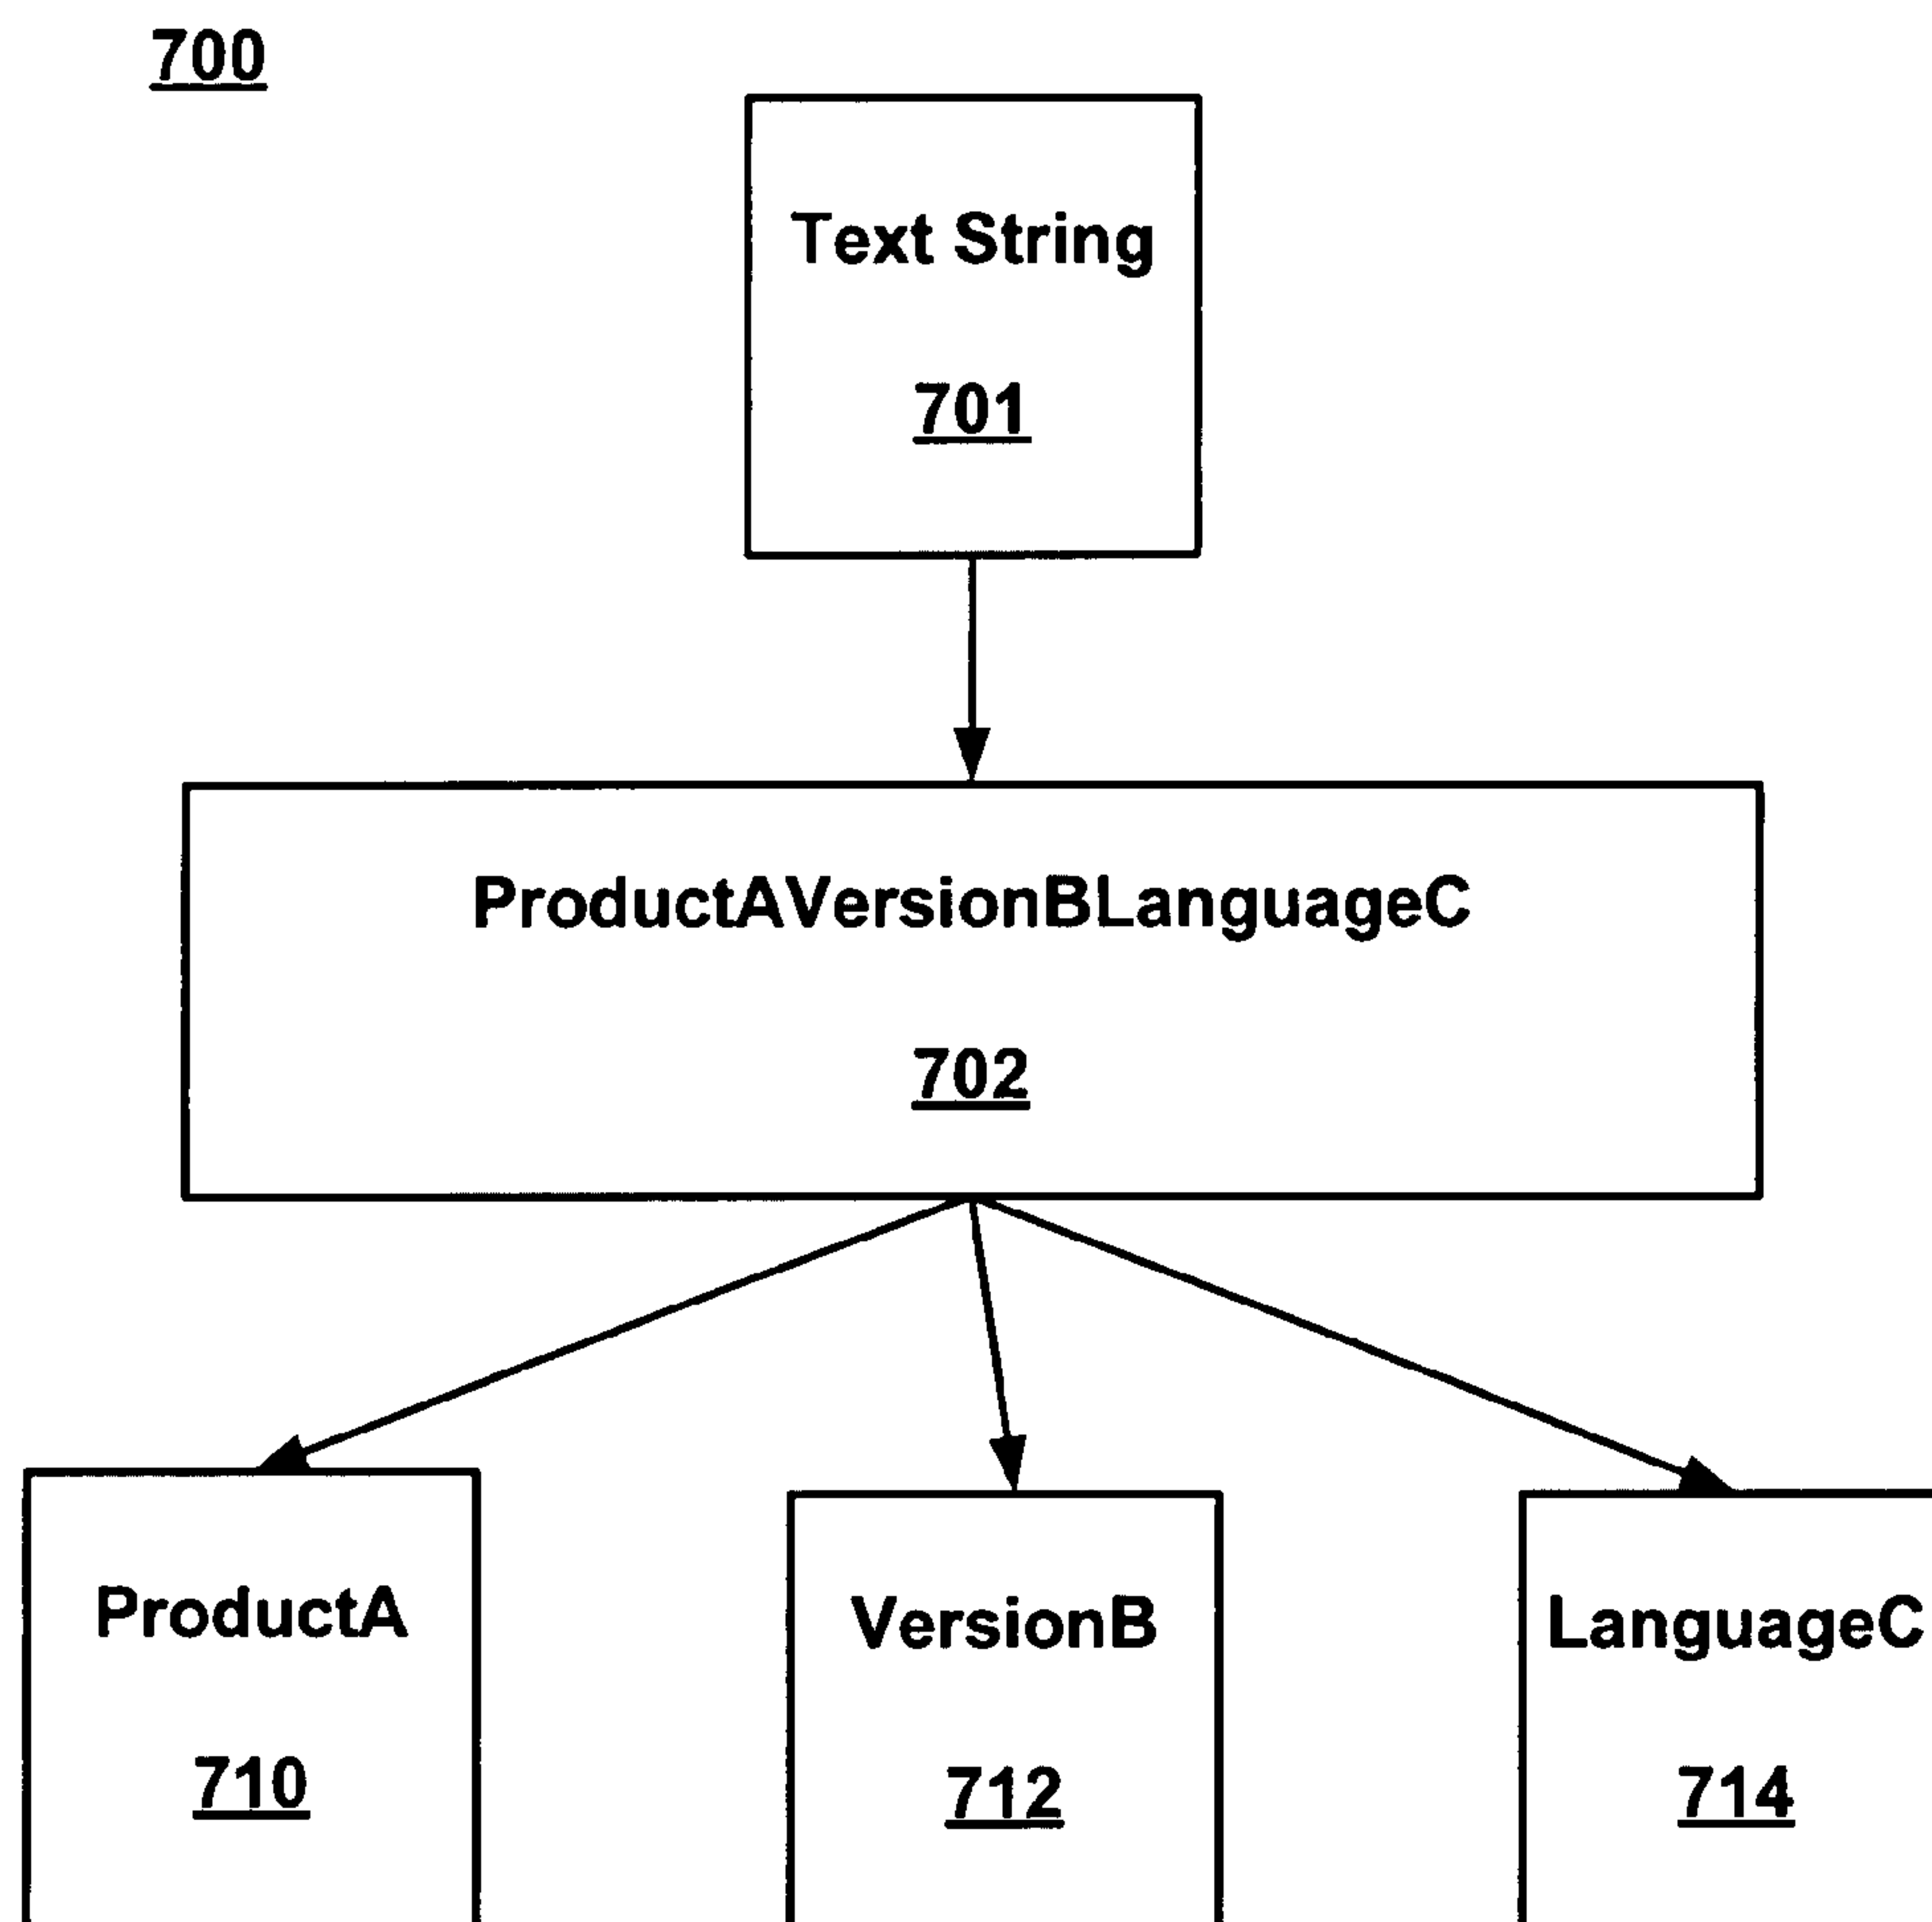 700
Text String
701
ProductAVersionBLanguageC
702
ProductA
VersionB
LanguageC
710
712
714